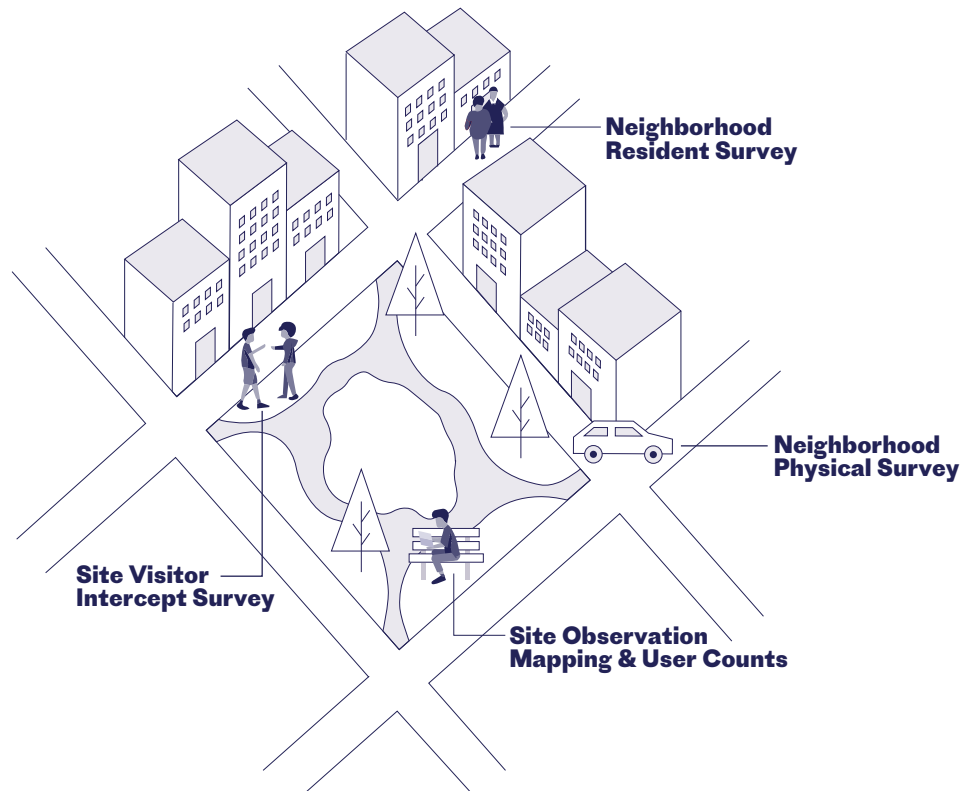 Neighborhood
Resident Survey
Neighborhood
Physical Survey
Site Visitor
Intercept Survey
Site Observation
Mapping & User Counts